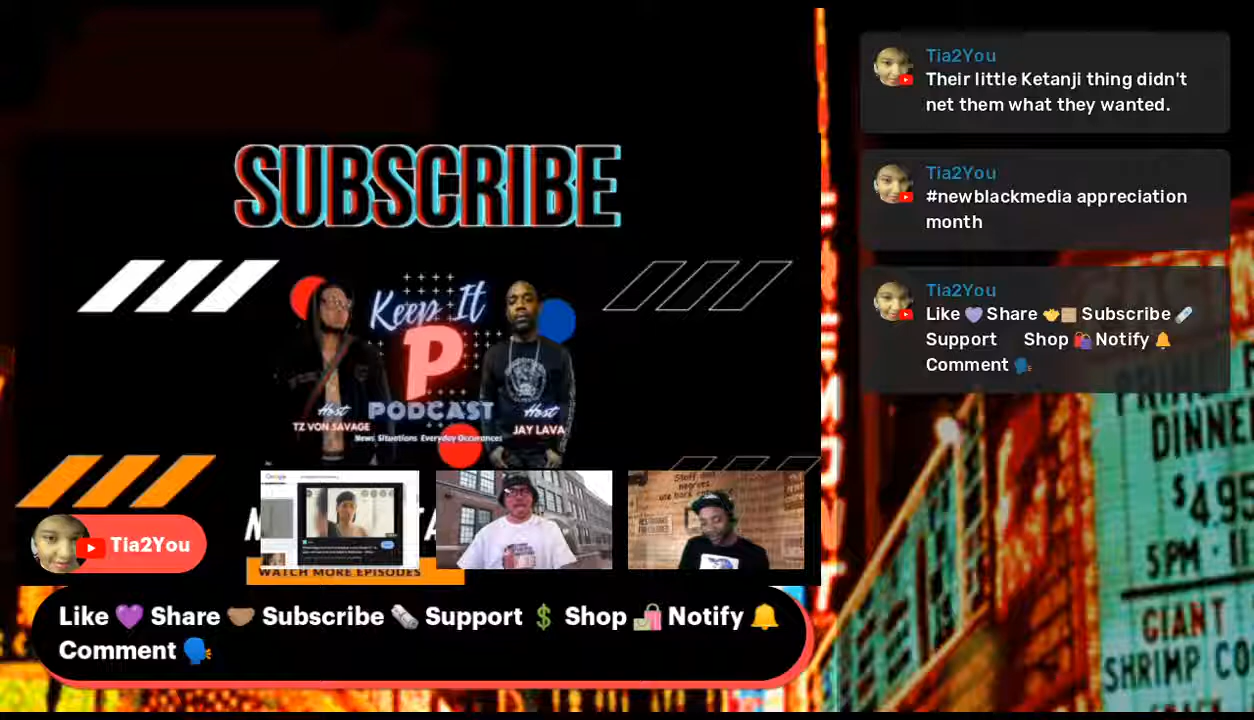 SUBSCRIBE
Keep It
P
PODCAST
Host
TZ VON SAVAGE
Host
JAY LAVA
News Situations Everyday Occurances
Google
WATCH MORE EPISODES
Tia2You
Like 💜 Share 🤝🏽 Subscribe 🗞️ Support 💲 Shop 🛍️ Notify 🔔
Comment 🗣️
Tia2You
Their little Ketanji thing didn't
net them what they wanted.
Tia2You
#newblackmedia appreciation
month
Tia2You
Like 💜 Share 🤝🏽 Subscribe 🗞️
Support Shop 🛍️ Notify 🔔
Comment 🗣️
DINNE
$4.95
5PM
GIANT
SHRIMP CO